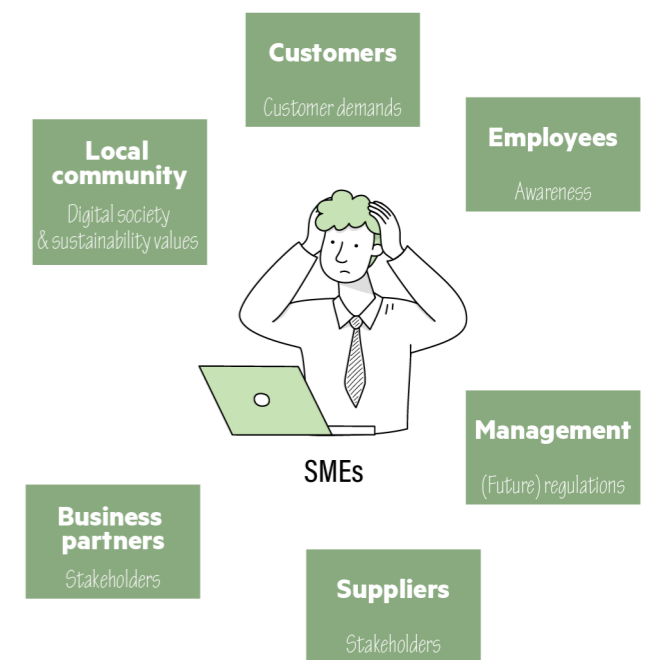 Customers
Customer demands
Employees
Awareness
Local
community
Digital society
& sustainability values
SMEs
Management
(Future) regulations
Business
partners
Stakeholders
Suppliers
Stakeholders